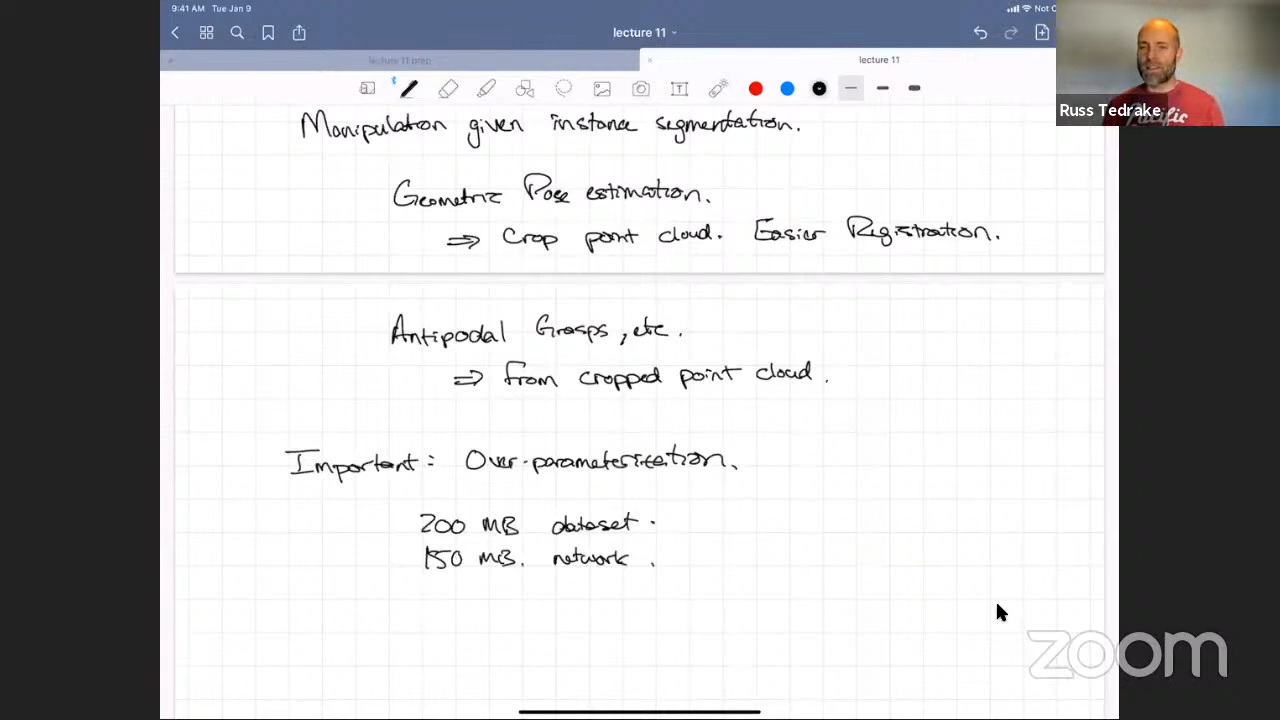 9:41 AM Tue Jan 9
Not C
lecture 11
lecture 11 prep
lecture 11
Russ Tedrake
Pacific
Manipulation given instance segmentation.
Geometric Pose estimation.
⇒ Crop point cloud. Easier Registration.
Antipodal Grasps, etc.
⇒ from cropped point cloud.
Important: Over-parameterization.
200 MB dataset.
150 MB. network.
zoom